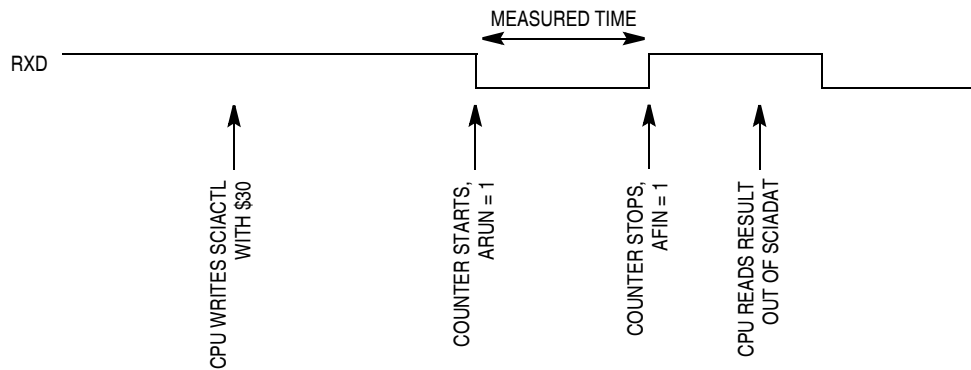 MEASURED TIME
RXD
CPU WRITES SCIACTL
WITH $30
COUNTER STARTS,
ARUN = 1
COUNTER STOPS,
AFIN = 1
CPU READS RESULT
OUT OF SCIADAT